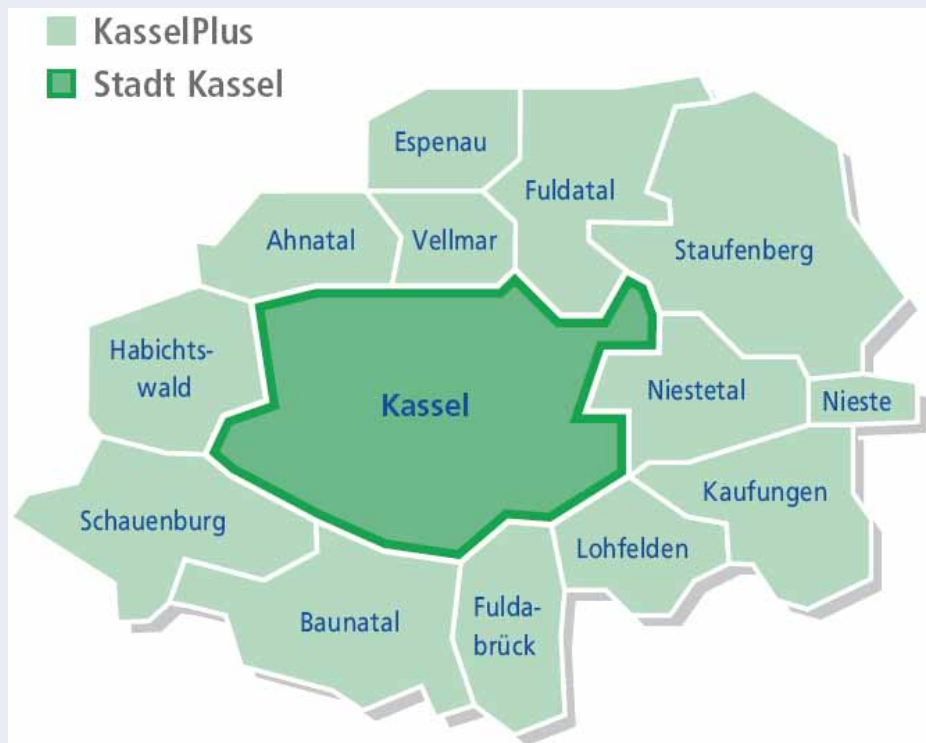 KasselPlus
Stadt Kassel
Espenau
Fuldatal
Ahnatal
Vellmar
Staufenberg
Habichts-
wald
Kassel
Niestetal
Nieste
Schauenburg
Kaufungen
Lohfelden
Baunatal
Fulda-
brück